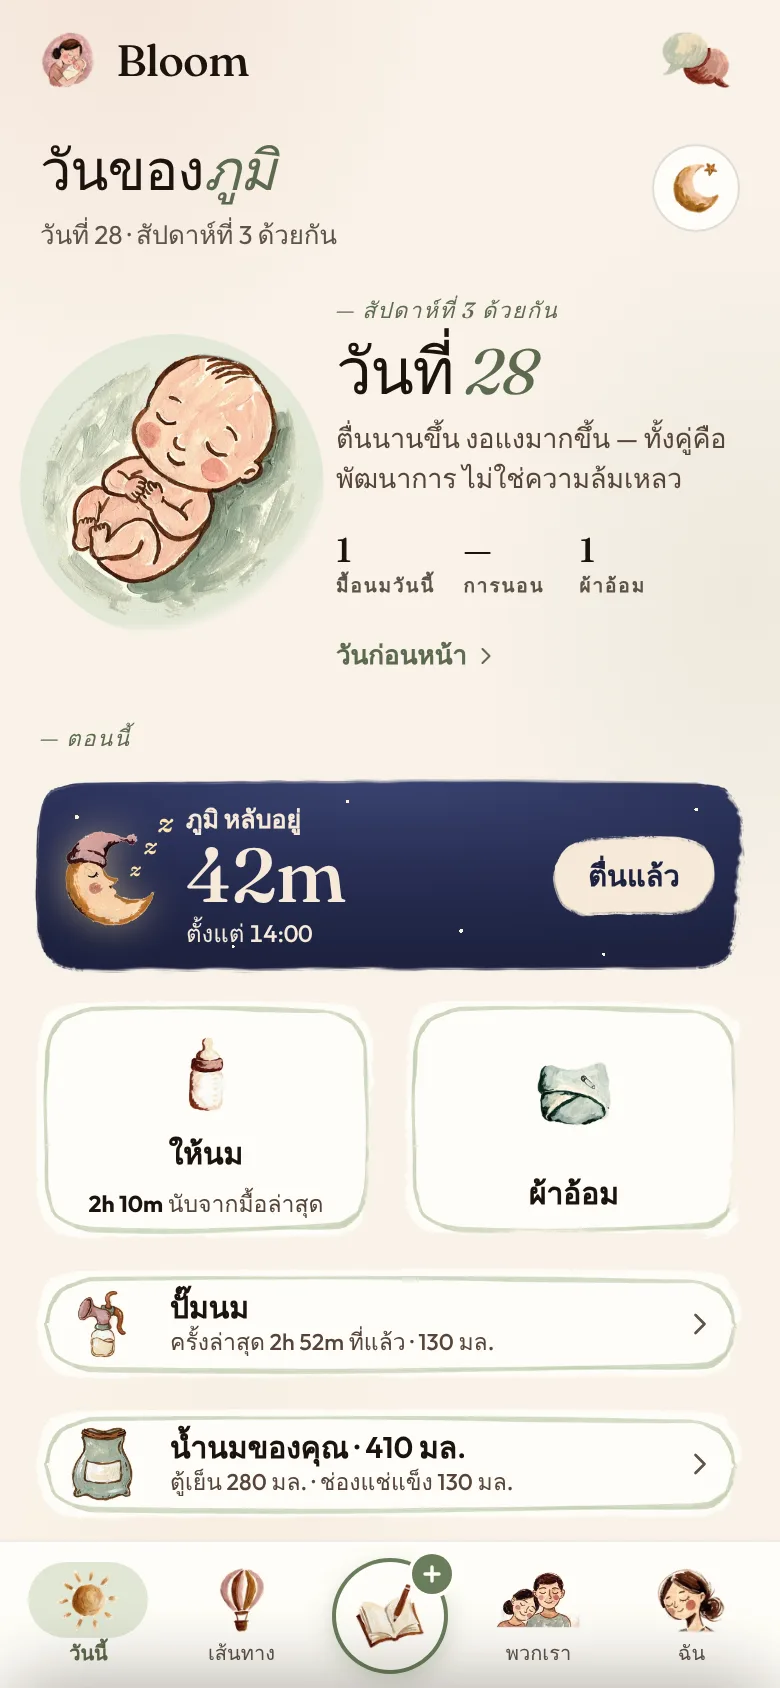 Bloom
วันของภูมิ
วันที่ 28 · สัปดาห์ที่ 3 ด้วยกัน
— สัปดาห์ที่ 3 ด้วยกัน
วันที่ 28
ตื่นนานขึ้น งอแงมากขึ้น — ทั้งคู่คือ
พัฒนาการ ไม่ใช่ความล้มเหลว
1 — 1
มื้อนมวันนี้ การนอน ผ้าอ้อม
วันก่อนหน้า
— ตอนนี้
z z z
ภูมิ หลับอยู่
42m
ตั้งแต่ 14:00
ตื่นแล้ว
ให้นม
2h 10m นับจากมื้อล่าสุด
ผ้าอ้อม
ปั๊มนม
ครั้งล่าสุด 2h 52m ที่แล้ว · 130 มล.
น้ำนมของคุณ · 410 มล.
ตู้เย็น 280 มล. · ช่องแช่แข็ง 130 มล.
วันนี้ เส้นทาง พวกเรา ฉัน